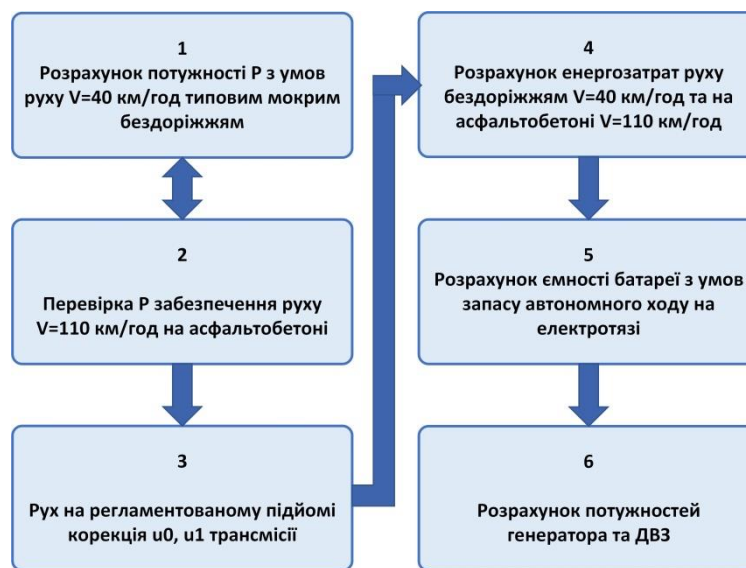 1
Розрахунок потужності P з умов
руху V=40 км/год типовим мокрим
бездоріжжям
2
Перевірка P забезпечення руху
V=110 км/год на асфальтобетоні
3
Рух на регламентованому підйомі
корекція u0, u1 трансмісії
4
Розрахунок енергозатрат руху
бездоріжжям V=40 км/год та на
асфальтобетоні V=110 км/год
5
Розрахунок ємності батареї з умов
запасу автономного ходу на
електротязі
6
Розрахунок потужностей
генератора та ДВЗ